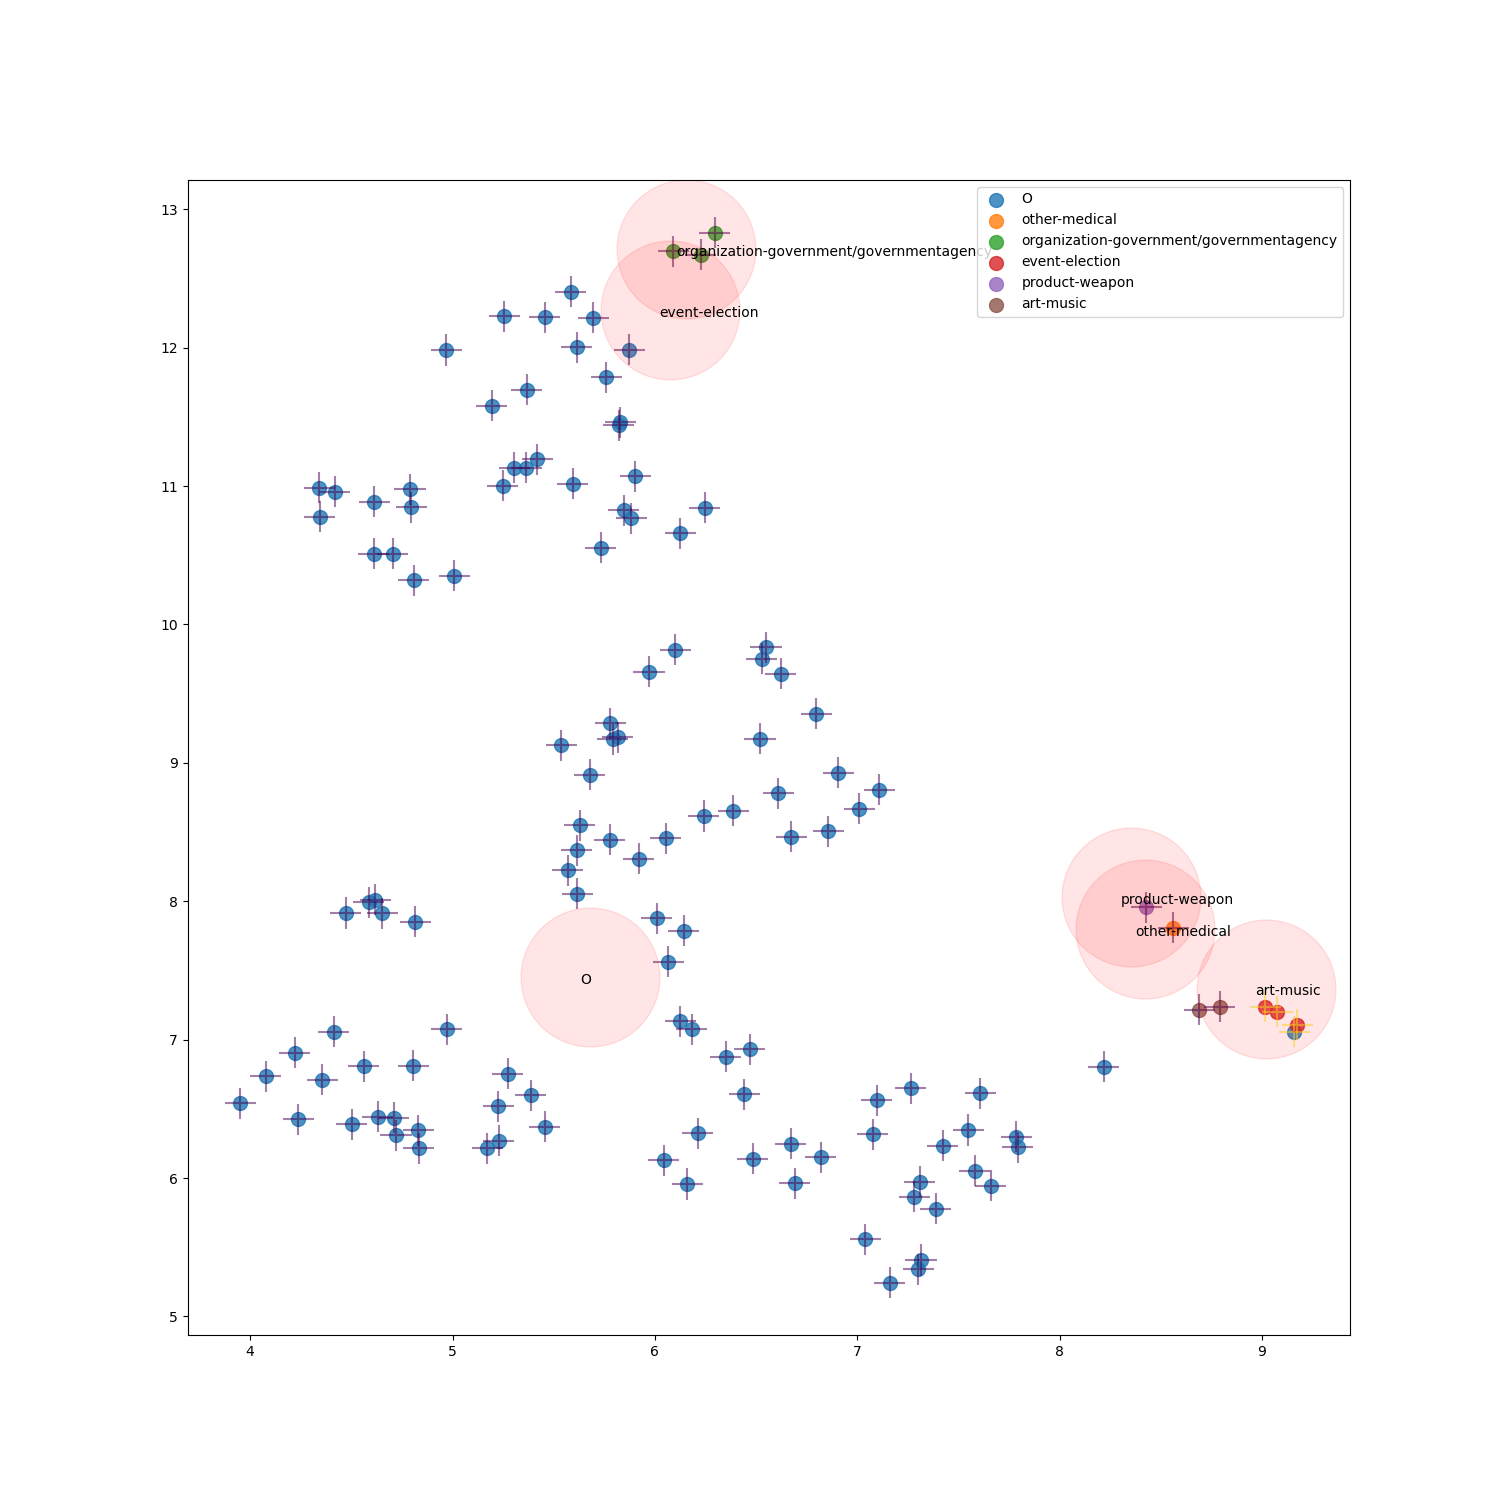 13
12
11
10
9
8
7
6
5
4
5
6
7
8
9
O
other-medical
organization-government/governmentagency
event-election
product-weapon
art-music
organization-government/governmentagency
event-election
product-weapon
other-medical
art-music
O